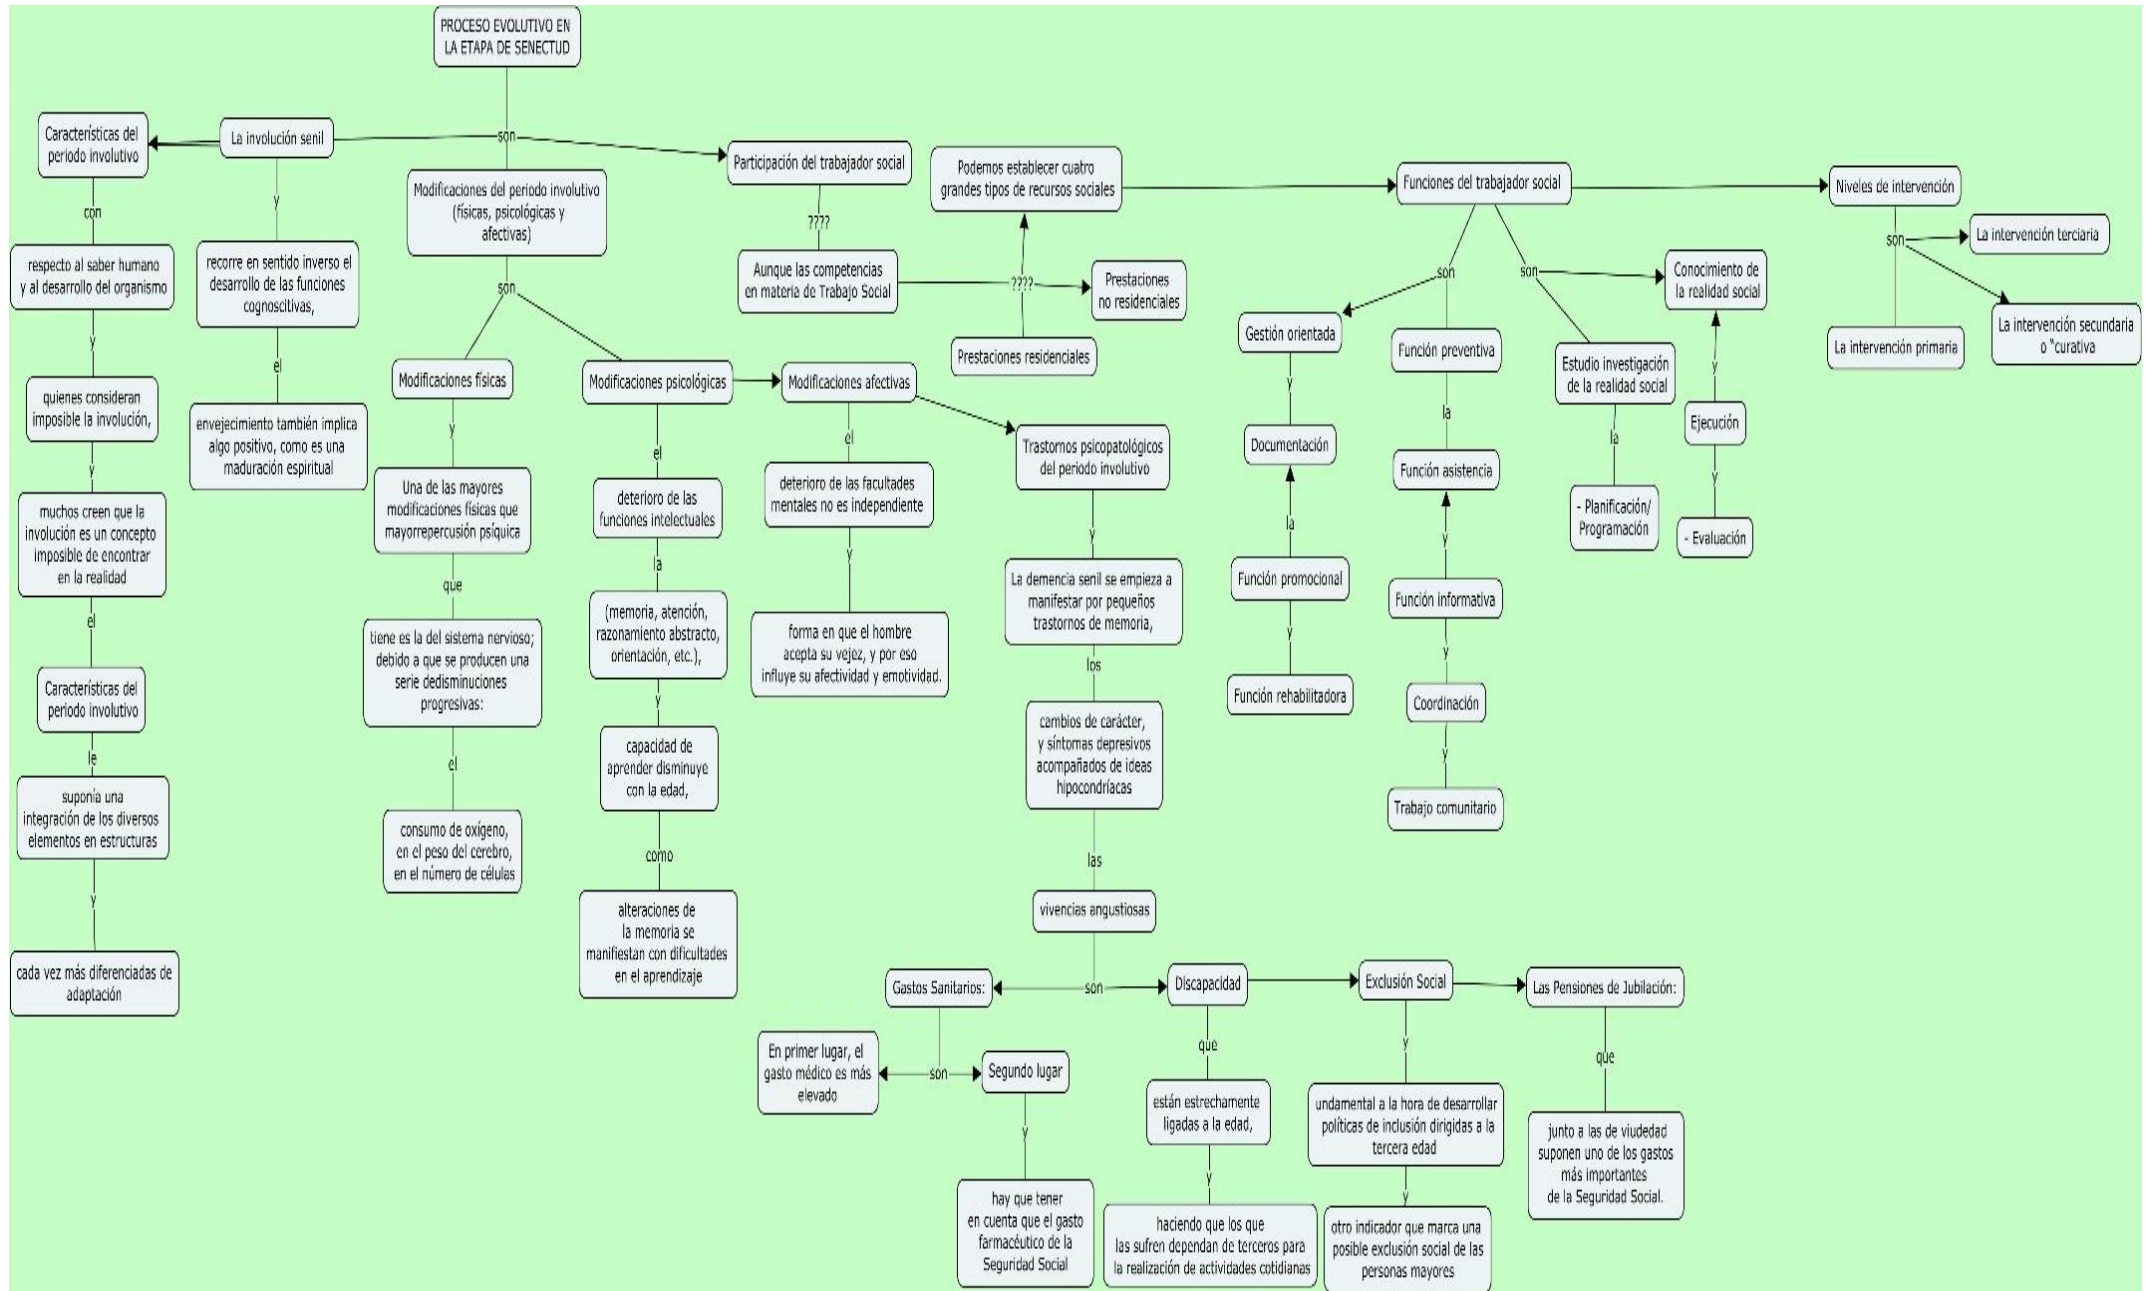 PROCESO EVOLUTIVO EN
LA ETAPA DE SENECTUD
son
Características del
periodo involutivo
con
respecto al saber humano
y al desarrollo del organismo
y
quienes consideran
imposible la involución,
y
muchos creen que la
involución es un concepto
imposible de encontrar
en la realidad
el
Características del
periodo involutivo
le
suponía una
integración de los diversos
elementos en estructuras
y
cada vez más diferenciadas de
adaptación
La involución senil
y
recorre en sentido inverso el
desarrollo de las funciones
cognoscitivas,
el
envejecimiento también implica
algo positivo, como es una
maduración espiritual
Modificaciones del periodo involutivo
(físicas, psicológicas y
afectivas)
son
Modificaciones físicas
y
Una de las mayores
modificaciones físicas que
mayorrepercusión psíquica
que
tiene es la del sistema nervioso;
debido a que se producen una
serie dedisminuciones
progresivas:
el
consumo de oxígeno,
en el peso del cerebro,
en el número de células
Modificaciones psicológicas
el
deterioro de las
funciones intelectuales
la
(memoria, atención,
razonamiento abstracto,
orientación, etc.),
y
capacidad de
aprender disminuye
con la edad,
como
alteraciones de
la memoria se
manifiestan con dificultades
en el aprendizaje
Modificaciones afectivas
el
deterioro de las facultades
mentales no es independiente
y
forma en que el hombre
acepta su vejez, y por eso
influye su afectividad y emotividad.
Trastornos psicopatológicos
del periodo involutivo
y
La demencia senil se empieza a
manifestar por pequeños
trastornos de memoria,
los
cambios de carácter,
y síntomas depresivos
acompañados de ideas
hipocondríacas
las
vivencias angustiosas
son
Gastos Sanitarios:
son
En primer lugar, el
gasto médico es más
elevado
Segundo lugar
y
hay que tener
en cuenta que el gasto
farmacéutico de la
Seguridad Social
Discapacidad
que
están estrechamente
ligadas a la edad,
y
haciendo que los que
las sufren dependan de terceros para
la realización de actividades cotidianas
Exclusión Social
y
undamental a la hora de desarrollar
políticas de inclusión dirigidas a la
tercera edad
y
otro indicador que marca una
posible exclusión social de las
personas mayores
Las Pensiones de Jubilación:
que
junto a las de viudedad
suponen uno de los gastos
más importantes
de la Seguridad Social.
Participación del trabajador social
????
Aunque las competencias
en materia de Trabajo Social
????
Prestaciones
no residenciales
Prestaciones residenciales
Podemos establecer cuatro
grandes tipos de recursos sociales
Funciones del trabajador social
son
Gestión orientada
y
Documentación
la
Función promocional
y
Función rehabilitadora
Función preventiva
la
Función asistencia
y
Función informativa
y
Coordinación
y
Trabajo comunitario
son
Estudio investigación
de la realidad social
la
- Planificación/
Programación
Conocimiento de
la realidad social
y
Ejecución
y
- Evaluación
Niveles de intervención
son
La intervención terciaria
La intervención secundaria
o “curativa
La intervención primaria